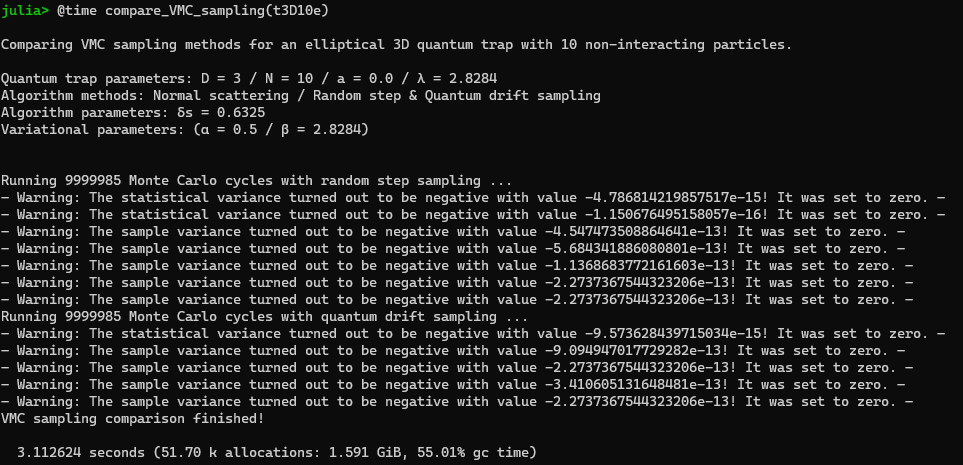 julia> @time compare_VMC_sampling(t3D10e)
Comparing VMC sampling methods for an elliptical 3D quantum trap with 10 non-interacting particles.
Quantum trap parameters: D = 3 / N = 10 / a = 0.0 / λ = 2.8284
Algorithm methods: Normal scattering / Random step & Quantum drift sampling
Algorithm parameters: δs = 0.6325
Variational parameters: (α = 0.5 / β = 2.8284)
Running 9999985 Monte Carlo cycles with random step sampling ...
– Warning: The statistical variance turned out to be negative with value -4.786814219857517e-15! It was set to zero. –
– Warning: The statistical variance turned out to be negative with value -1.150676495158057e-16! It was set to zero. –
– Warning: The sample variance turned out to be negative with value -4.547473508864641e-13! It was set to zero. –
– Warning: The sample variance turned out to be negative with value -5.684341886080801e-13! It was set to zero. –
– Warning: The sample variance turned out to be negative with value -1.1368683772161603e-13! It was set to zero. –
– Warning: The sample variance turned out to be negative with value -2.2737367544323206e-13! It was set to zero. –
– Warning: The sample variance turned out to be negative with value -2.2737367544323206e-13! It was set to zero. –
Running 9999985 Monte Carlo cycles with quantum drift sampling ...
– Warning: The statistical variance turned out to be negative with value -9.573628439715034e-15! It was set to zero. –
– Warning: The sample variance turned out to be negative with value -9.094947017729282e-13! It was set to zero. –
– Warning: The sample variance turned out to be negative with value -2.2737367544323206e-13! It was set to zero. –
– Warning: The sample variance turned out to be negative with value -3.410605131648481e-13! It was set to zero. –
– Warning: The sample variance turned out to be negative with value -2.2737367544323206e-13! It was set to zero. –
VMC sampling comparison finished!
3.112624 seconds (51.70 k allocations: 1.591 GiB, 55.01% gc time)